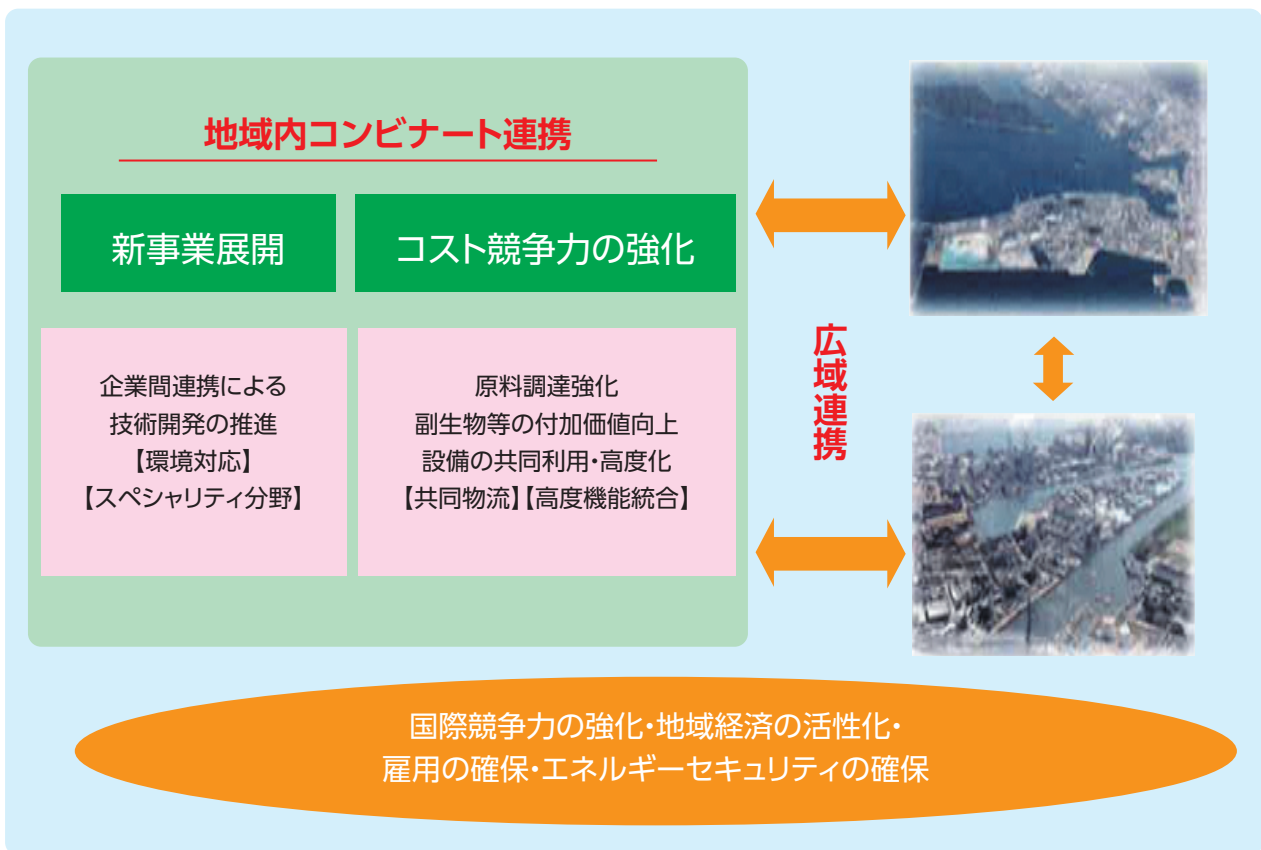 地域内コンビナート連携
新事業展開
コスト競争力の強化
企業間連携による
技術開発の推進
【環境対応】
【スペシャリティ分野】
原料調達強化
副生物等の付加価値向上
設備の共同利用・高度化
【共同物流】【高度機能統合】
広域連携
国際競争力の強化・地域経済の活性化・
雇用の確保・エネルギーセキュリティの確保